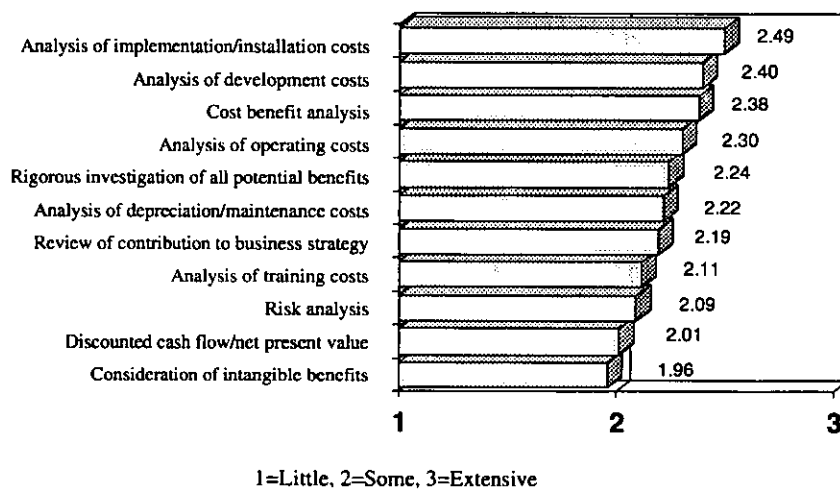 Analysis of implementation/installation costs 2.49
Analysis of development costs 2.40
Cost benefit analysis 2.38
Analysis of operating costs 2.30
Rigorous investigation of all potential benefits 2.24
Analysis of depreciation/maintenance costs 2.22
Review of contribution to business strategy 2.19
Analysis of training costs 2.11
Risk analysis 2.09
Discounted cash flow/net present value 2.01
Consideration of intangible benefits 1.96
1 2 3
1=Little, 2=Some, 3=Extensive